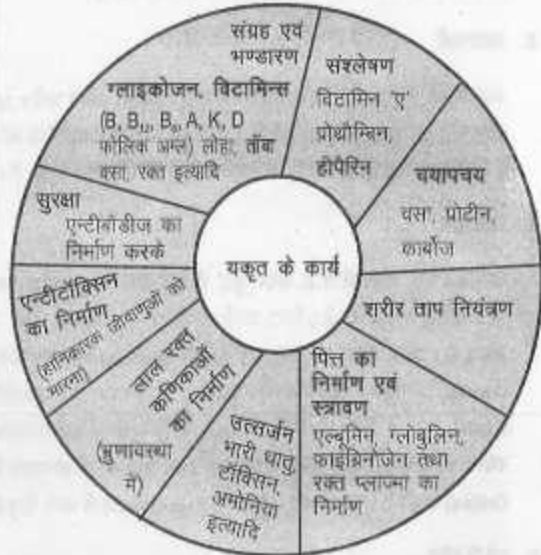 संग्रह एवं
भण्डारण
ग्लाइकोजन, विटामिन्स
(B, B₁₂, B₆, A, K, D
फोलिक अम्ल) लोहा, ताँबा
वसा, रक्त इत्यादि
संश्लेषण
विटामिन 'ए'
प्रोथ्रोम्बिन,
हीपैरिन
चयापचय
वसा, प्रोटीन,
कार्बोज
शरीर ताप नियंत्रण
पित्त का
निर्माण एवं
स्त्रावण
एल्बूमिन, ग्लोबुलिन,
फाइब्रिनोजेन तथा
रक्त प्लाज्मा का
निर्माण
उत्सर्जन
भारी धातु,
टॉक्सिन,
अमोनिया
इत्यादि
लाल रक्त
कणिकाओं
का निर्माण
(भ्रुणावस्था
में)
एन्टीटॉक्सिन
का निर्माण
(हानिकारक जीवाणुओं को
मारना)
सुरक्षा
एन्टीबॉडीज का
निर्माण करके
यकृत के कार्य